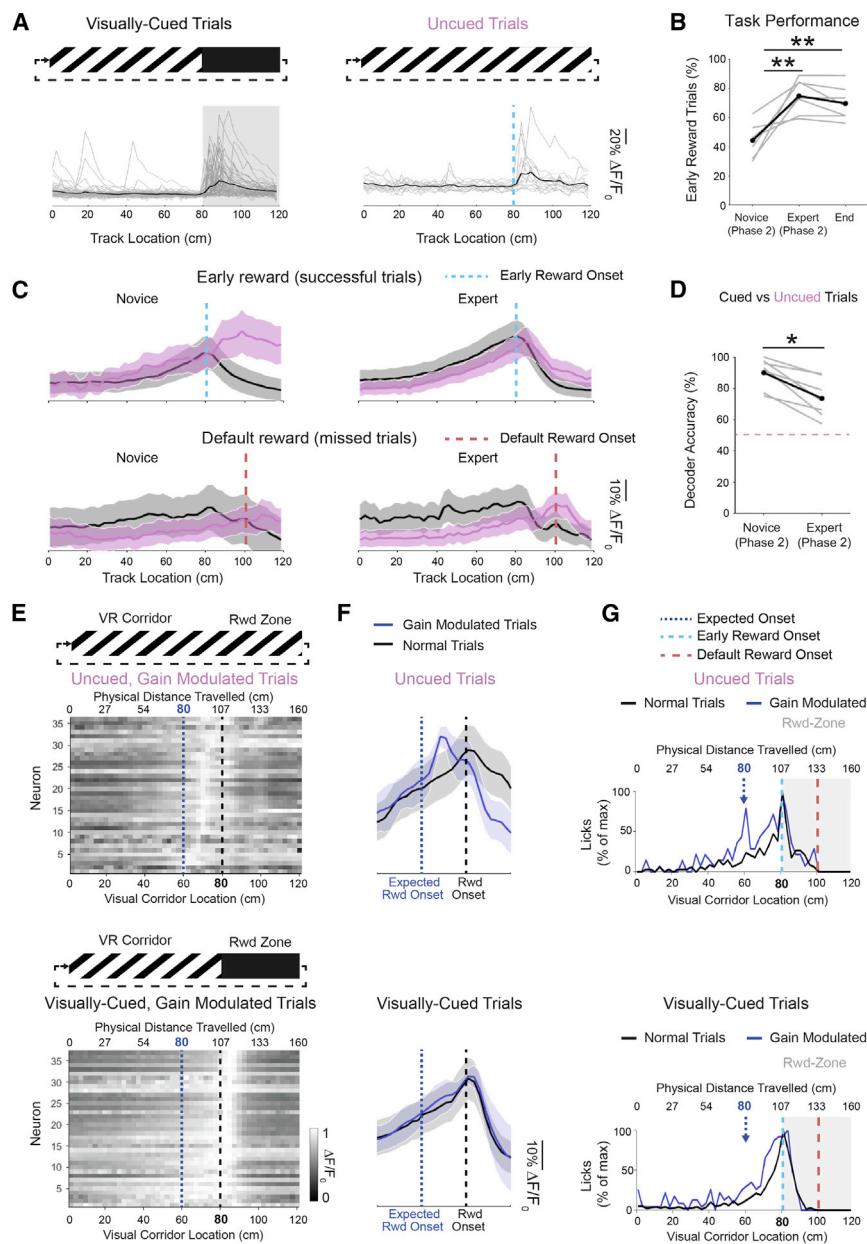 A
Visually-Cued Trials
Uncued Trials
20% ΔF/F0
0 20 40 60 80 100 120
Track Location (cm)
0 20 40 60 80 100 120
Track Location (cm)
B
Task Performance
**
**
Early Reward Trials (%)
100
80
60
40
20
0
Novice
(Phase 2)
Expert
(Phase 2)
End
C
Early reward (successful trials)
Early Reward Onset
Novice
Expert
0 20 40 60 80 100 120
0 20 40 60 80 100 120
Default reward (missed trials)
Default Reward Onset
Novice
Expert
10% ΔF/F0
0 20 40 60 80 100 120
Track Location (cm)
0 20 40 60 80 100 120
Track Location (cm)
D
Cued vs Uncued Trials
*
Decoder Accuracy (%)
100
80
60
40
20
0
Novice
(Phase 2)
Expert
(Phase 2)
E
VR Corridor Rwd Zone
Uncued, Gain Modulated Trials
Physical Distance Travelled (cm)
0 27 54 80 107 133 160
Neuron
35
30
25
20
15
10
5
0 20 40 60 80 100 120
Visual Corridor Location (cm)
VR Corridor Rwd Zone
Visually-Cued, Gain Modulated Trials
Physical Distance Travelled (cm)
0 27 54 80 107 133 160
Neuron
35
30
25
20
15
10
5
1
ΔF/F0
0
0 20 40 60 80 100 120
Visual Corridor Location (cm)
F
Gain Modulated Trials
Normal Trials
Uncued Trials
Expected
Rwd Onset
Rwd
Onset
Visually-Cued Trials
10% ΔF/F0
Expected
Rwd Onset
Rwd
Onset
G
Expected Onset
Early Reward Onset
Default Reward Onset
Uncued Trials
Normal Trials Gain Modulated
Rwd-Zone
Physical Distance Travelled (cm)
0 27 54 80 107 133 160
Licks
(% of max)
100
50
0
0 20 40 60 80 100 120
Visual Corridor Location (cm)
Visually-Cued Trials
Normal Trials Gain Modulated
Rwd-Zone
Physical Distance Travelled (cm)
0 27 54 80 107 133 160
Licks
(% of max)
100
50
0
0 20 40 60 80 100 120
Visual Corridor Location (cm)